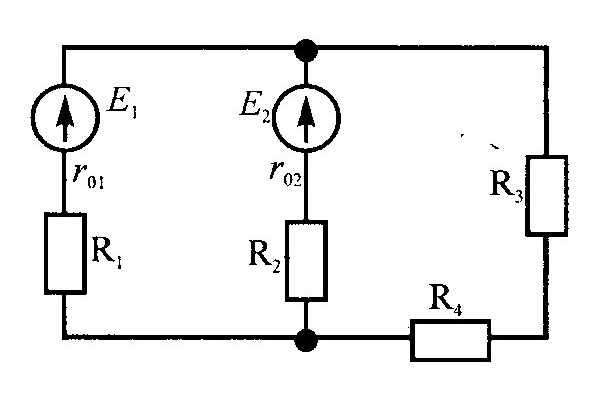 E₁
E₂
r₀₁
r₀₂
R₃
R₁
R₂
R₄